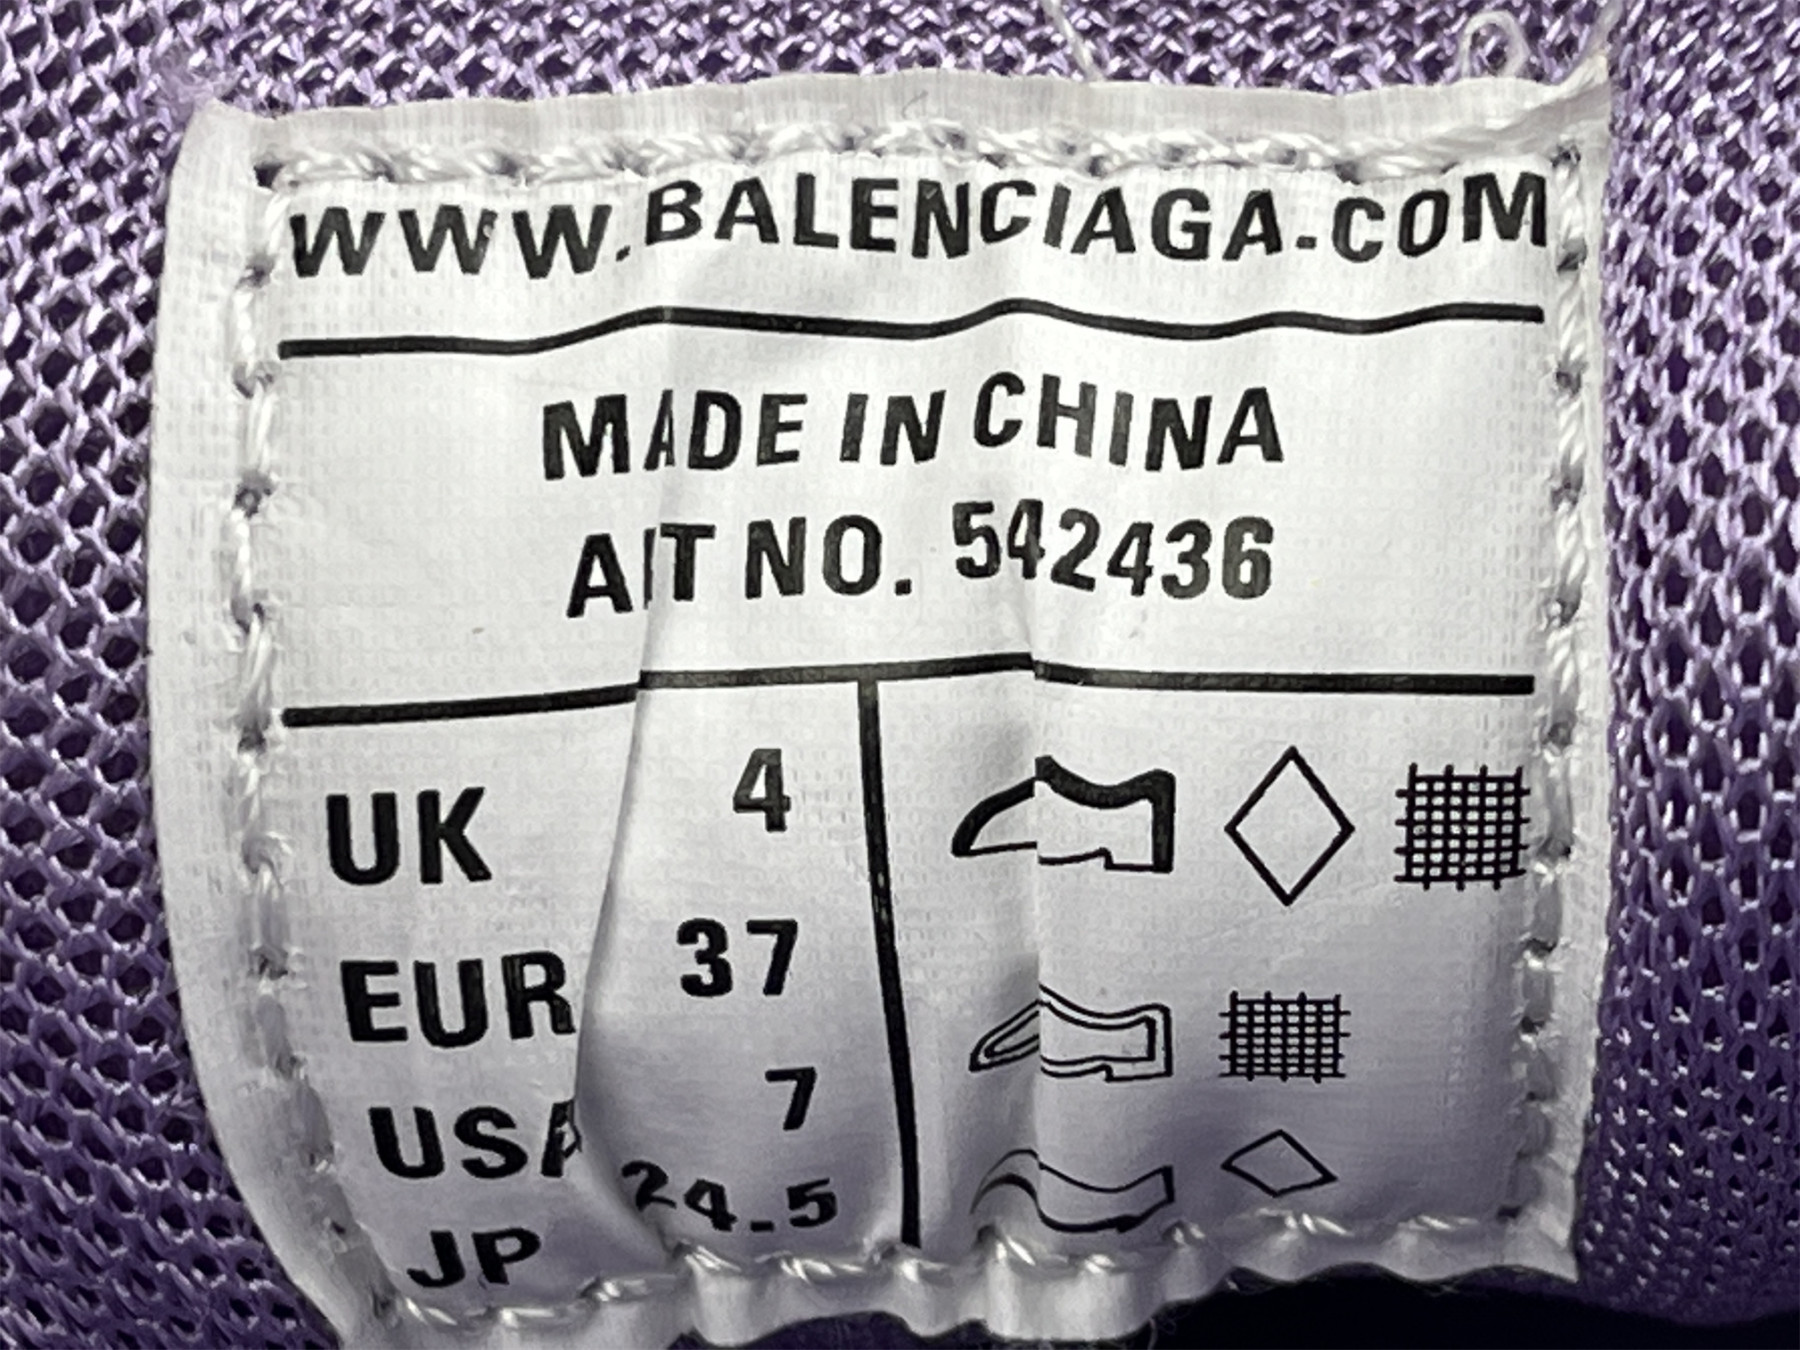 WWW.BALENCIAGA.COM
MADE IN CHINA
ART NO. 542436
UK 4
EUR 37
USA 7
JP 24.5